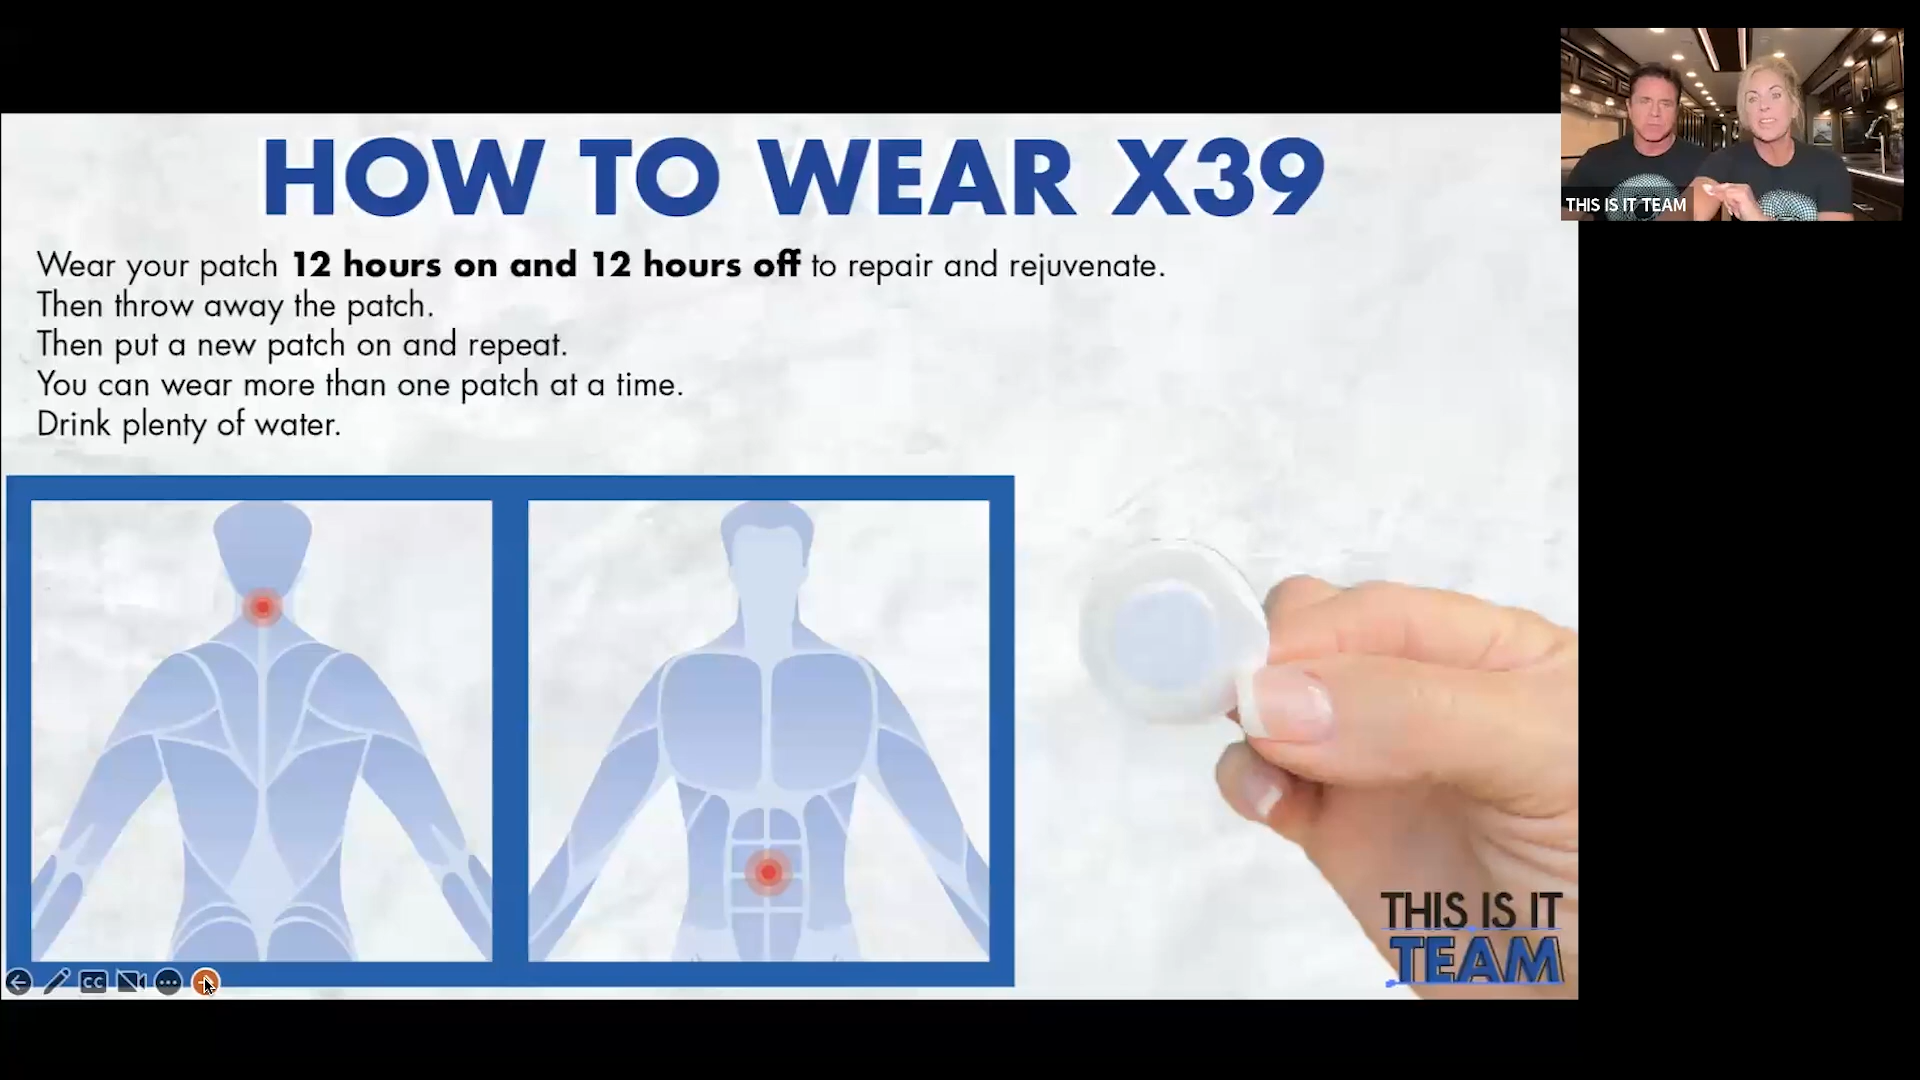 HOW TO WEAR X39
THIS IS IT TEAM
Wear your patch 12 hours on and 12 hours off to repair and rejuvenate.
Then throw away the patch.
Then put a new patch on and repeat.
You can wear more than one patch at a time.
Drink plenty of water.
THIS IS IT
TEAM
CC